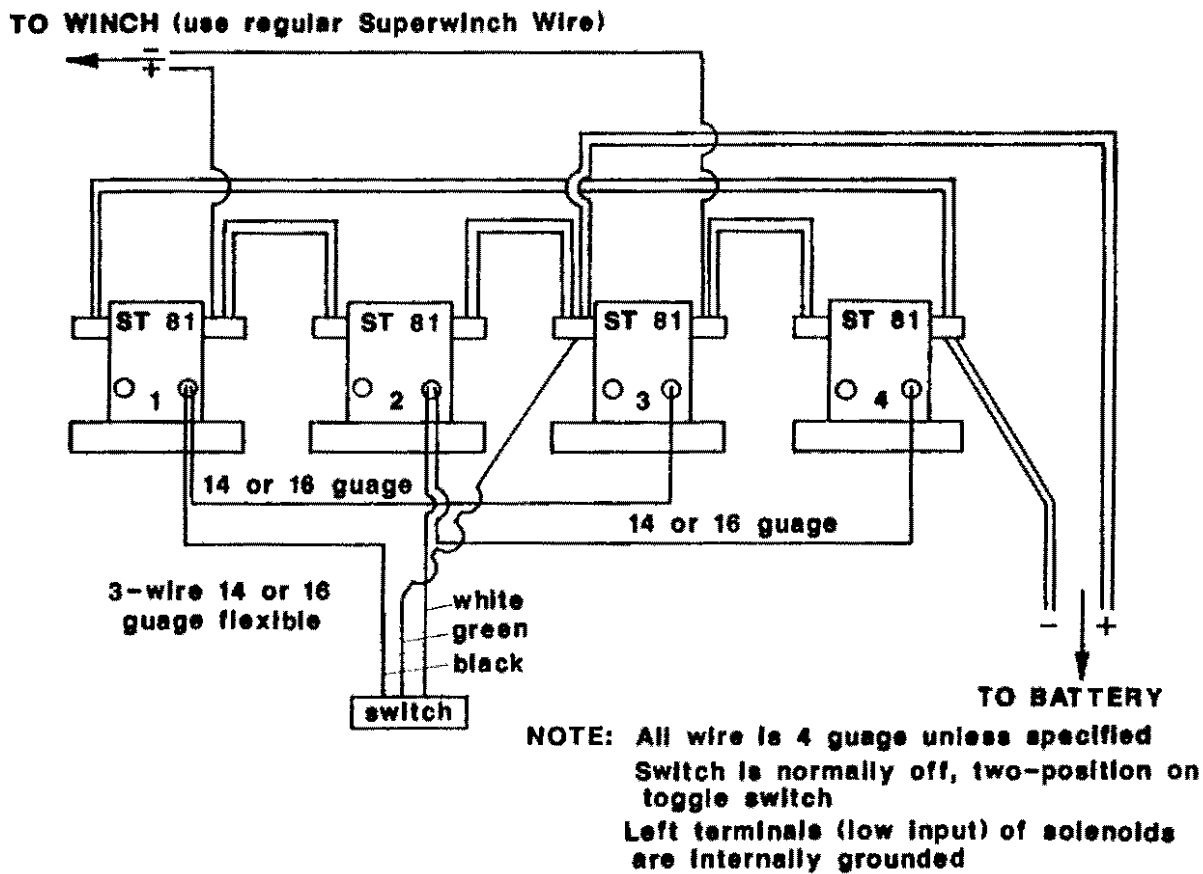 TO WINCH (use regular Superwinch Wire)
−
+
ST 81
ST 81
ST 81
ST 81
1
2
3
4
14 or 16 guage
14 or 16 guage
3-wire 14 or 16
guage flexible
white
green
black
switch
− +
TO BATTERY
NOTE: All wire is 4 guage unless specified
Switch is normally off, two-position on
toggle switch
Left terminals (low input) of solenoids
are internally grounded